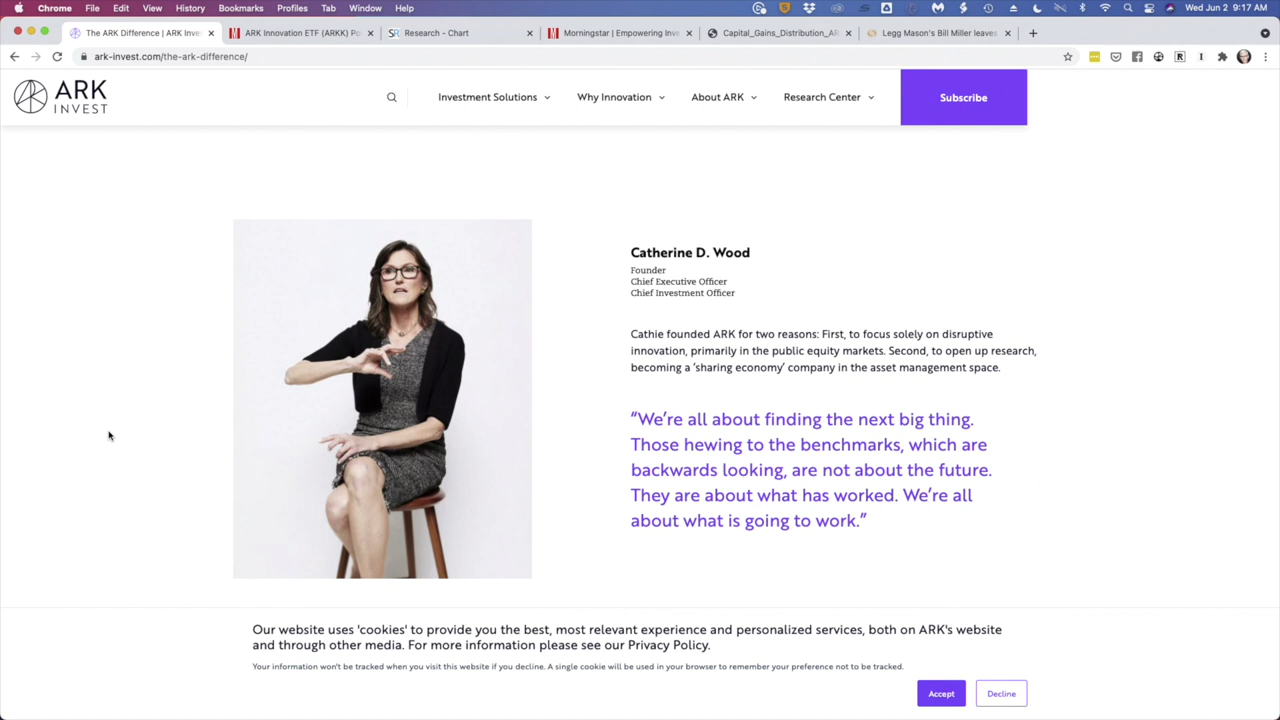 Chrome File Edit View History Bookmarks Profiles Tab Window Help
Wed Jun 2 9:17 AM
The ARK Difference | ARK Inves
ARK Innovation ETF (ARKK) Po
Research - Chart
Morningstar | Empowering Inve
Capital_Gains_Distribution_AR
Legg Mason's Bill Miller leaves
ark-invest.com/the-ark-difference/
ARK
INVEST
Investment Solutions
Why Innovation
About ARK
Research Center
Subscribe
Catherine D. Wood
Founder
Chief Executive Officer
Chief Investment Officer
Cathie founded ARK for two reasons: First, to focus solely on disruptive
innovation, primarily in the public equity markets. Second, to open up research,
becoming a ‘sharing economy’ company in the asset management space.
“We’re all about finding the next big thing.
Those hewing to the benchmarks, which are
backwards looking, are not about the future.
They are about what has worked. We’re all
about what is going to work.”
Our website uses 'cookies' to provide you the best, most relevant experience and personalized services, both on ARK's website
and through other media. For more information please see our Privacy Policy.
Your information won't be tracked when you visit this website if you decline. A single cookie will be used in your browser to remember your preference not to be tracked.
Accept
Decline